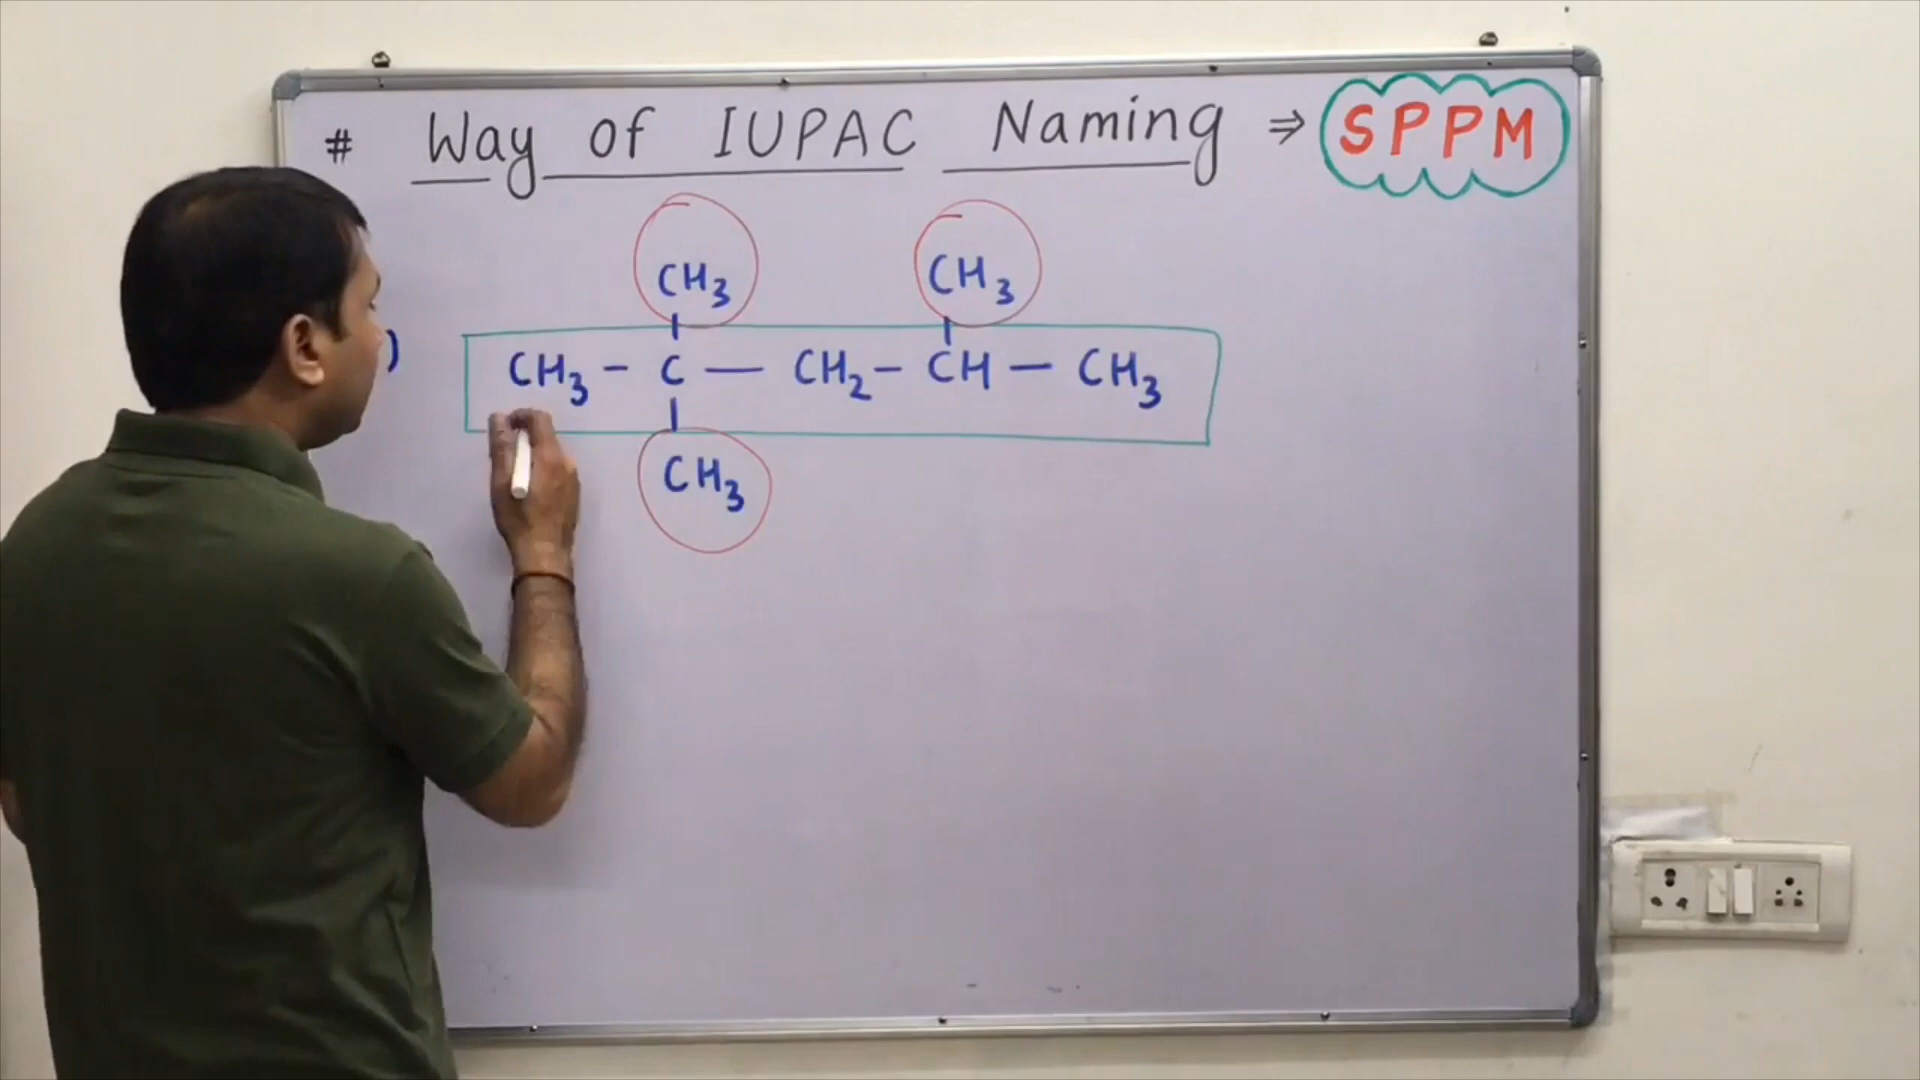 # Way of IUPAC Naming ⇒ SPPM
CH3 CH3
) CH3 – C — CH2 – CH — CH3
CH3